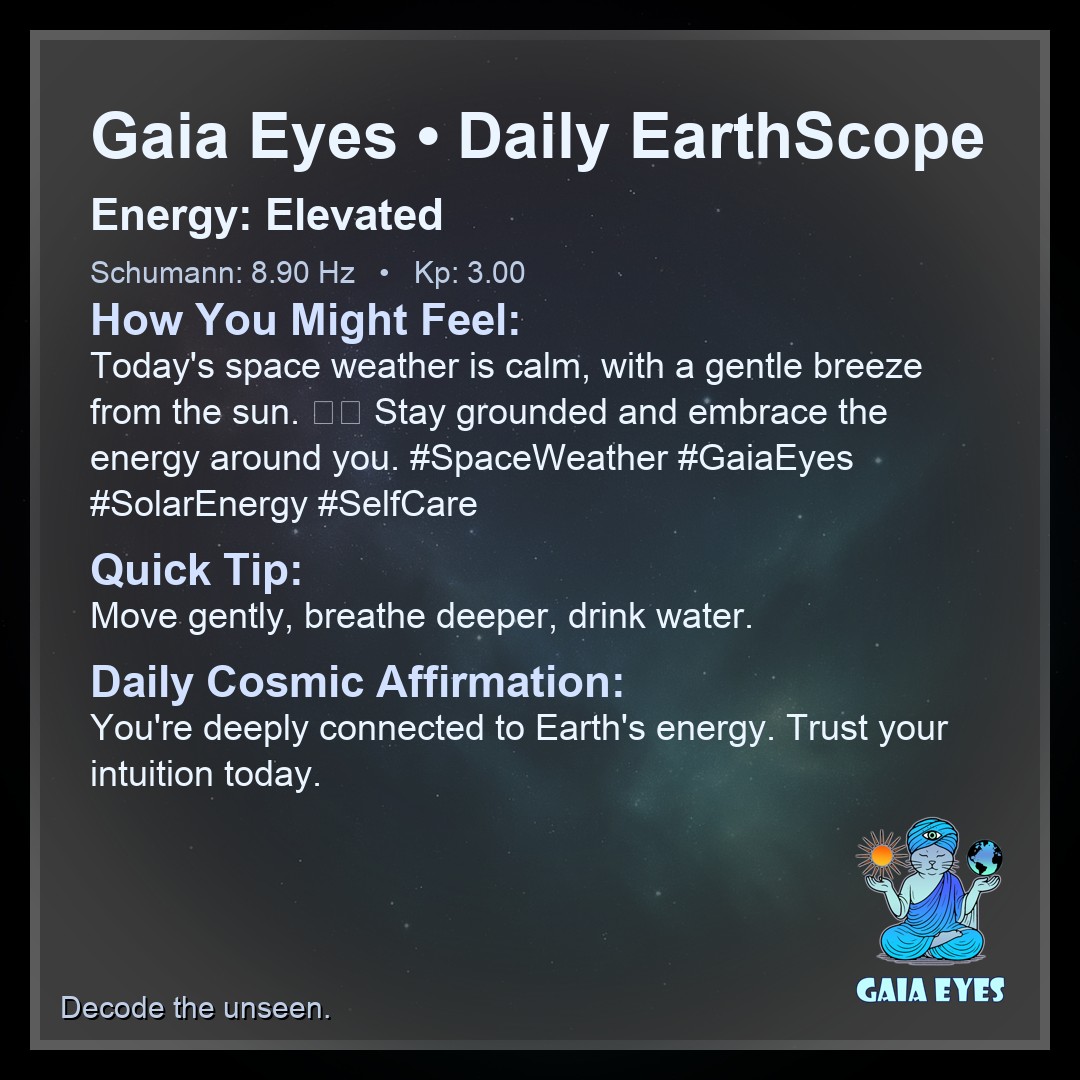 Gaia Eyes • Daily EarthScope
Energy: Elevated
Schumann: 8.90 Hz • Kp: 3.00
How You Might Feel:
Today's space weather is calm, with a gentle breeze
from the sun. □□ Stay grounded and embrace the
energy around you. #SpaceWeather #GaiaEyes
#SolarEnergy #SelfCare
Quick Tip:
Move gently, breathe deeper, drink water.
Daily Cosmic Affirmation:
You're deeply connected to Earth's energy. Trust your
intuition today.
GAIA EYES
Decode the unseen.